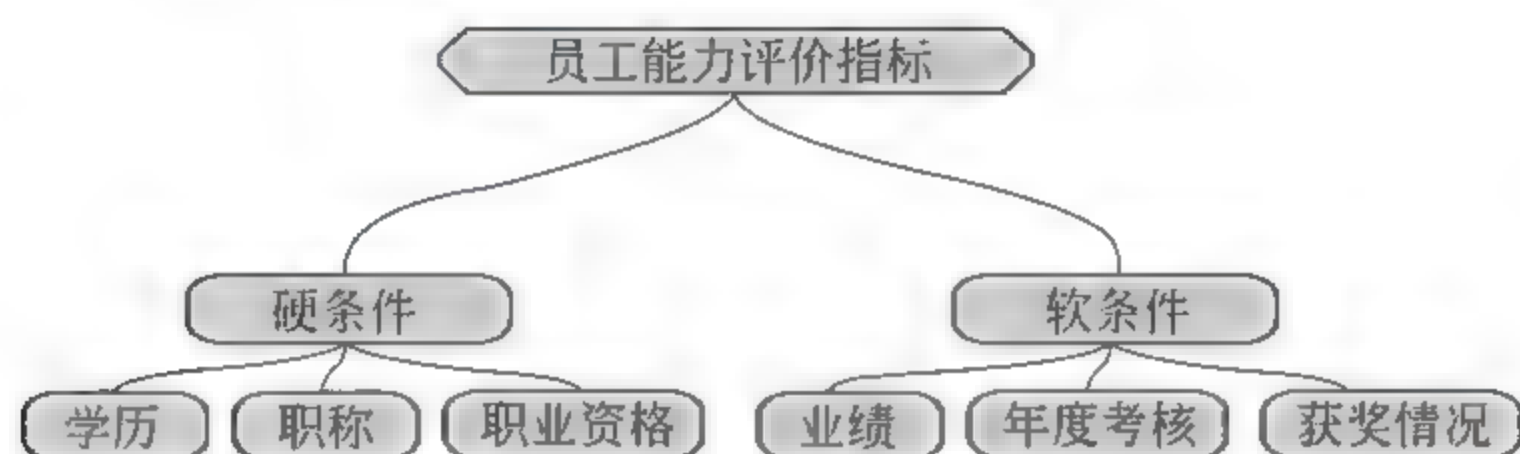 员工能力评价指标
硬条件
软条件
学历
职称
职业资格
业绩
年度考核
获奖情况